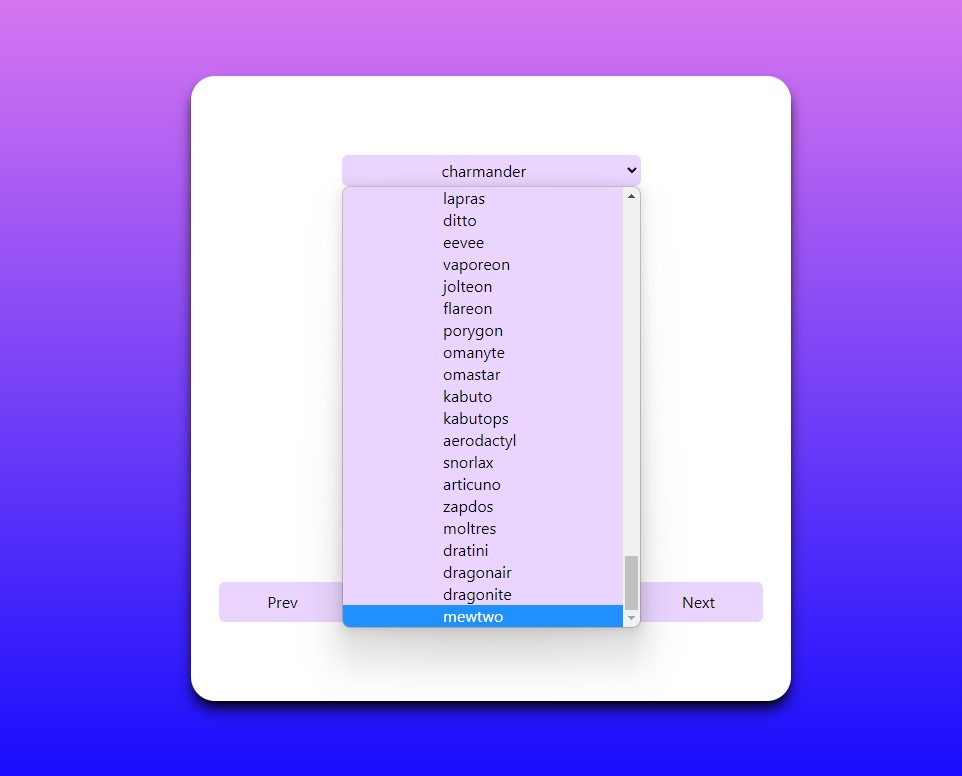 charmander
lapras
ditto
eevee
vaporeon
jolteon
flareon
porygon
omanyte
omastar
kabuto
kabutops
aerodactyl
snorlax
articuno
zapdos
moltres
dratini
dragonair
dragonite
Prev
Next
mewtwo